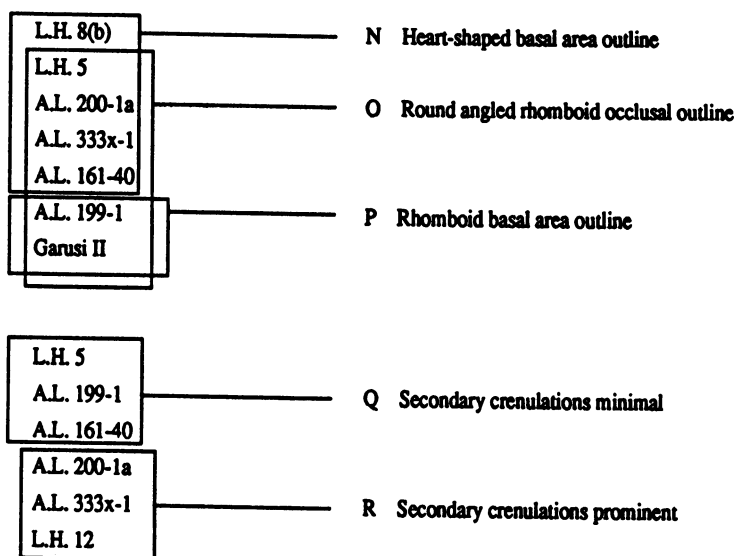 L.H. 8(b)
N Heart-shaped basal area outline
L.H. 5
A.L. 200-1a
O Round angled rhomboid occlusal outline
A.L. 333x-1
A.L. 161-40
A.L. 199-1
P Rhomboid basal area outline
Garusi II
L.H. 5
A.L. 199-1
Q Secondary crenulations minimal
A.L. 161-40
A.L. 200-1a
A.L. 333x-1
R Secondary crenulations prominent
L.H. 12